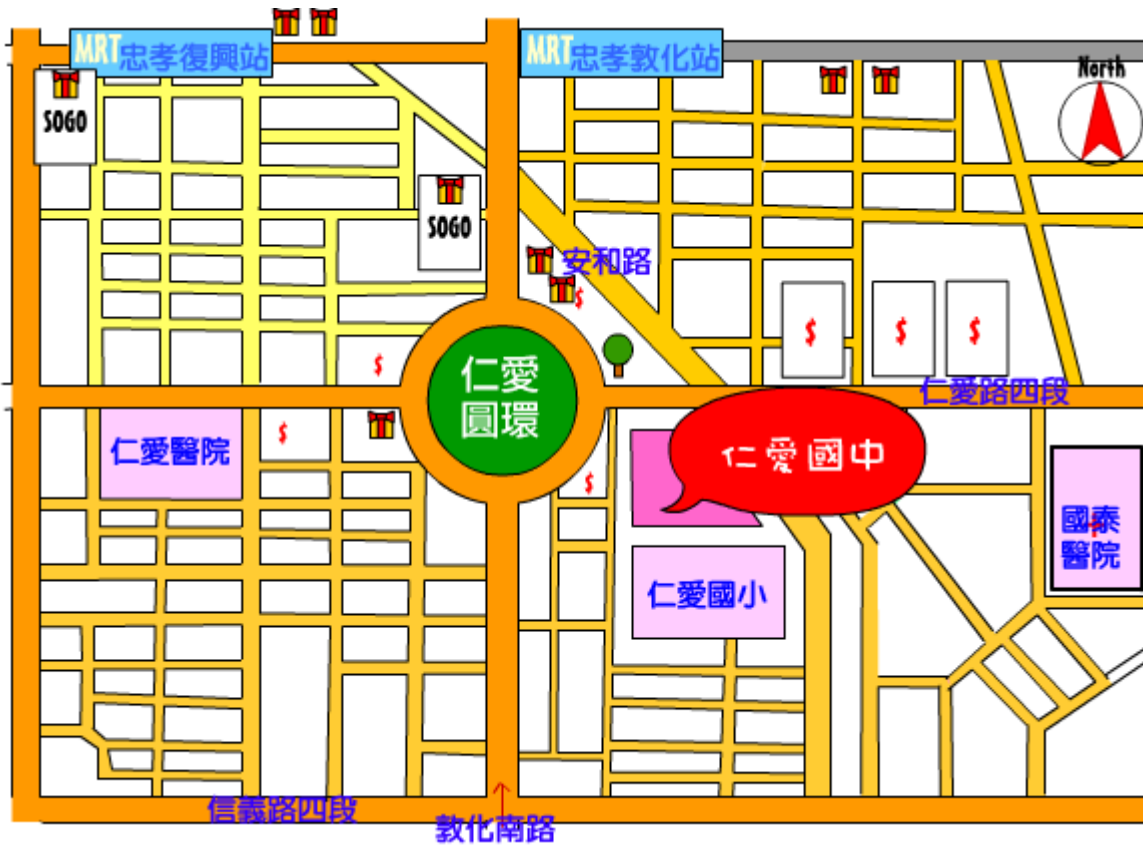 MRT忠孝復興站
MRT忠孝敦化站
North
SOGO
SOGO
安和路
$
$
$
$
$
仁愛
圓環
仁愛路四段
仁愛醫院
$
仁愛國中
$
國泰
醫院
仁愛國小
信義路四段
敦化南路